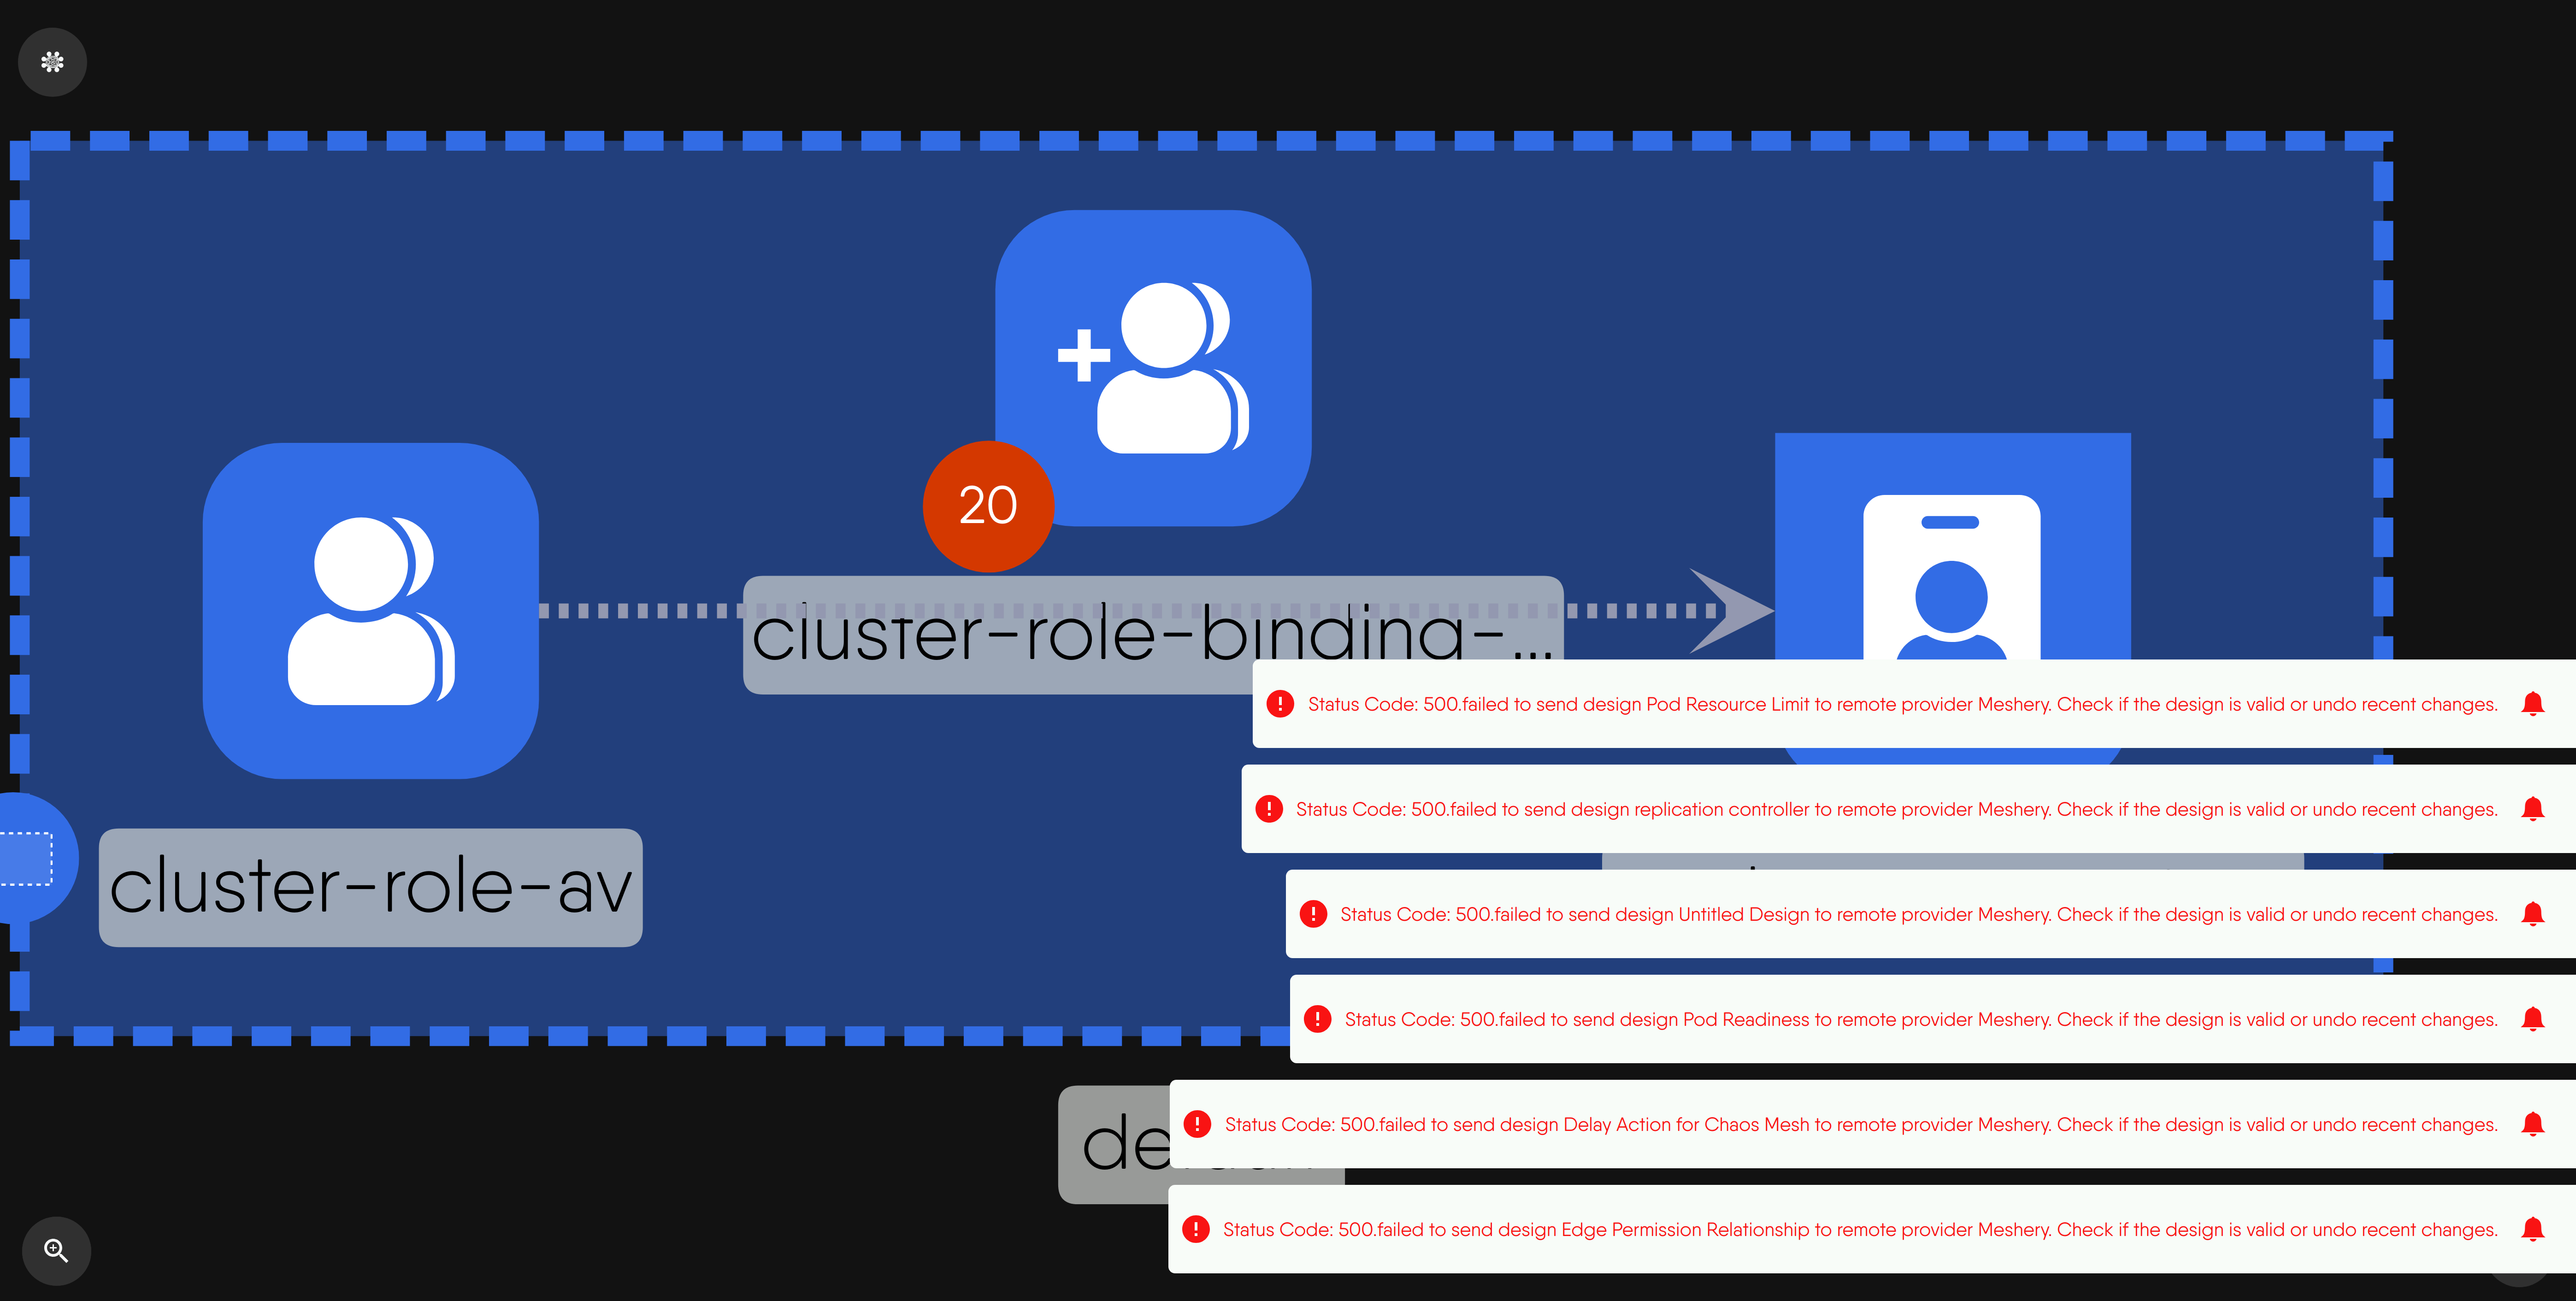 20
cluster-role-binding-...
Status Code: 500.failed to send design Pod Resource Limit to remote provider Meshery. Check if the design is valid or undo recent changes.
Status Code: 500.failed to send design replication controller to remote provider Meshery. Check if the design is valid or undo recent changes.
cluster-role-av
Status Code: 500.failed to send design Untitled Design to remote provider Meshery. Check if the design is valid or undo recent changes.
Status Code: 500.failed to send design Pod Readiness to remote provider Meshery. Check if the design is valid or undo recent changes.
Status Code: 500.failed to send design Delay Action for Chaos Mesh to remote provider Meshery. Check if the design is valid or undo recent changes.
Status Code: 500.failed to send design Edge Permission Relationship to remote provider Meshery. Check if the design is valid or undo recent changes.